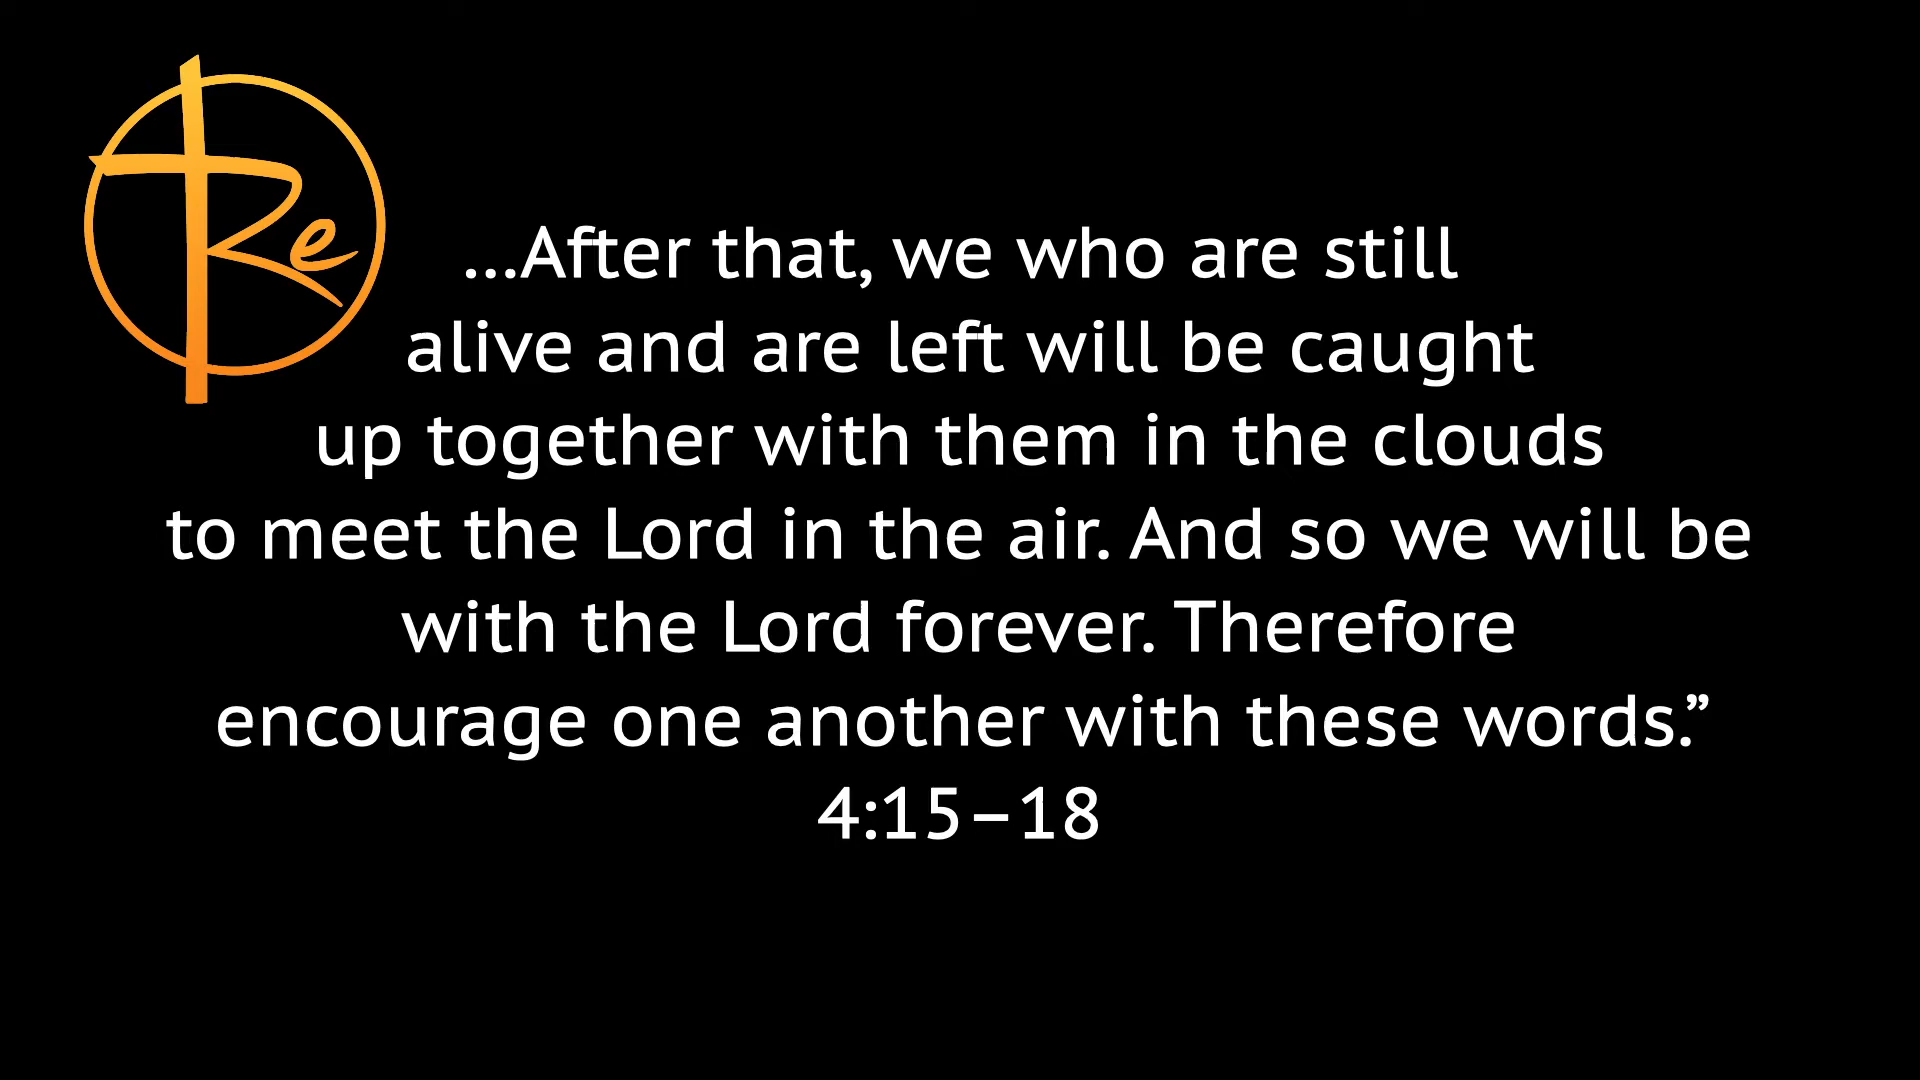 Re
…After that, we who are still
alive and are left will be caught
up together with them in the clouds
to meet the Lord in the air. And so we will be
with the Lord forever. Therefore
encourage one another with these words.”
4:15–18